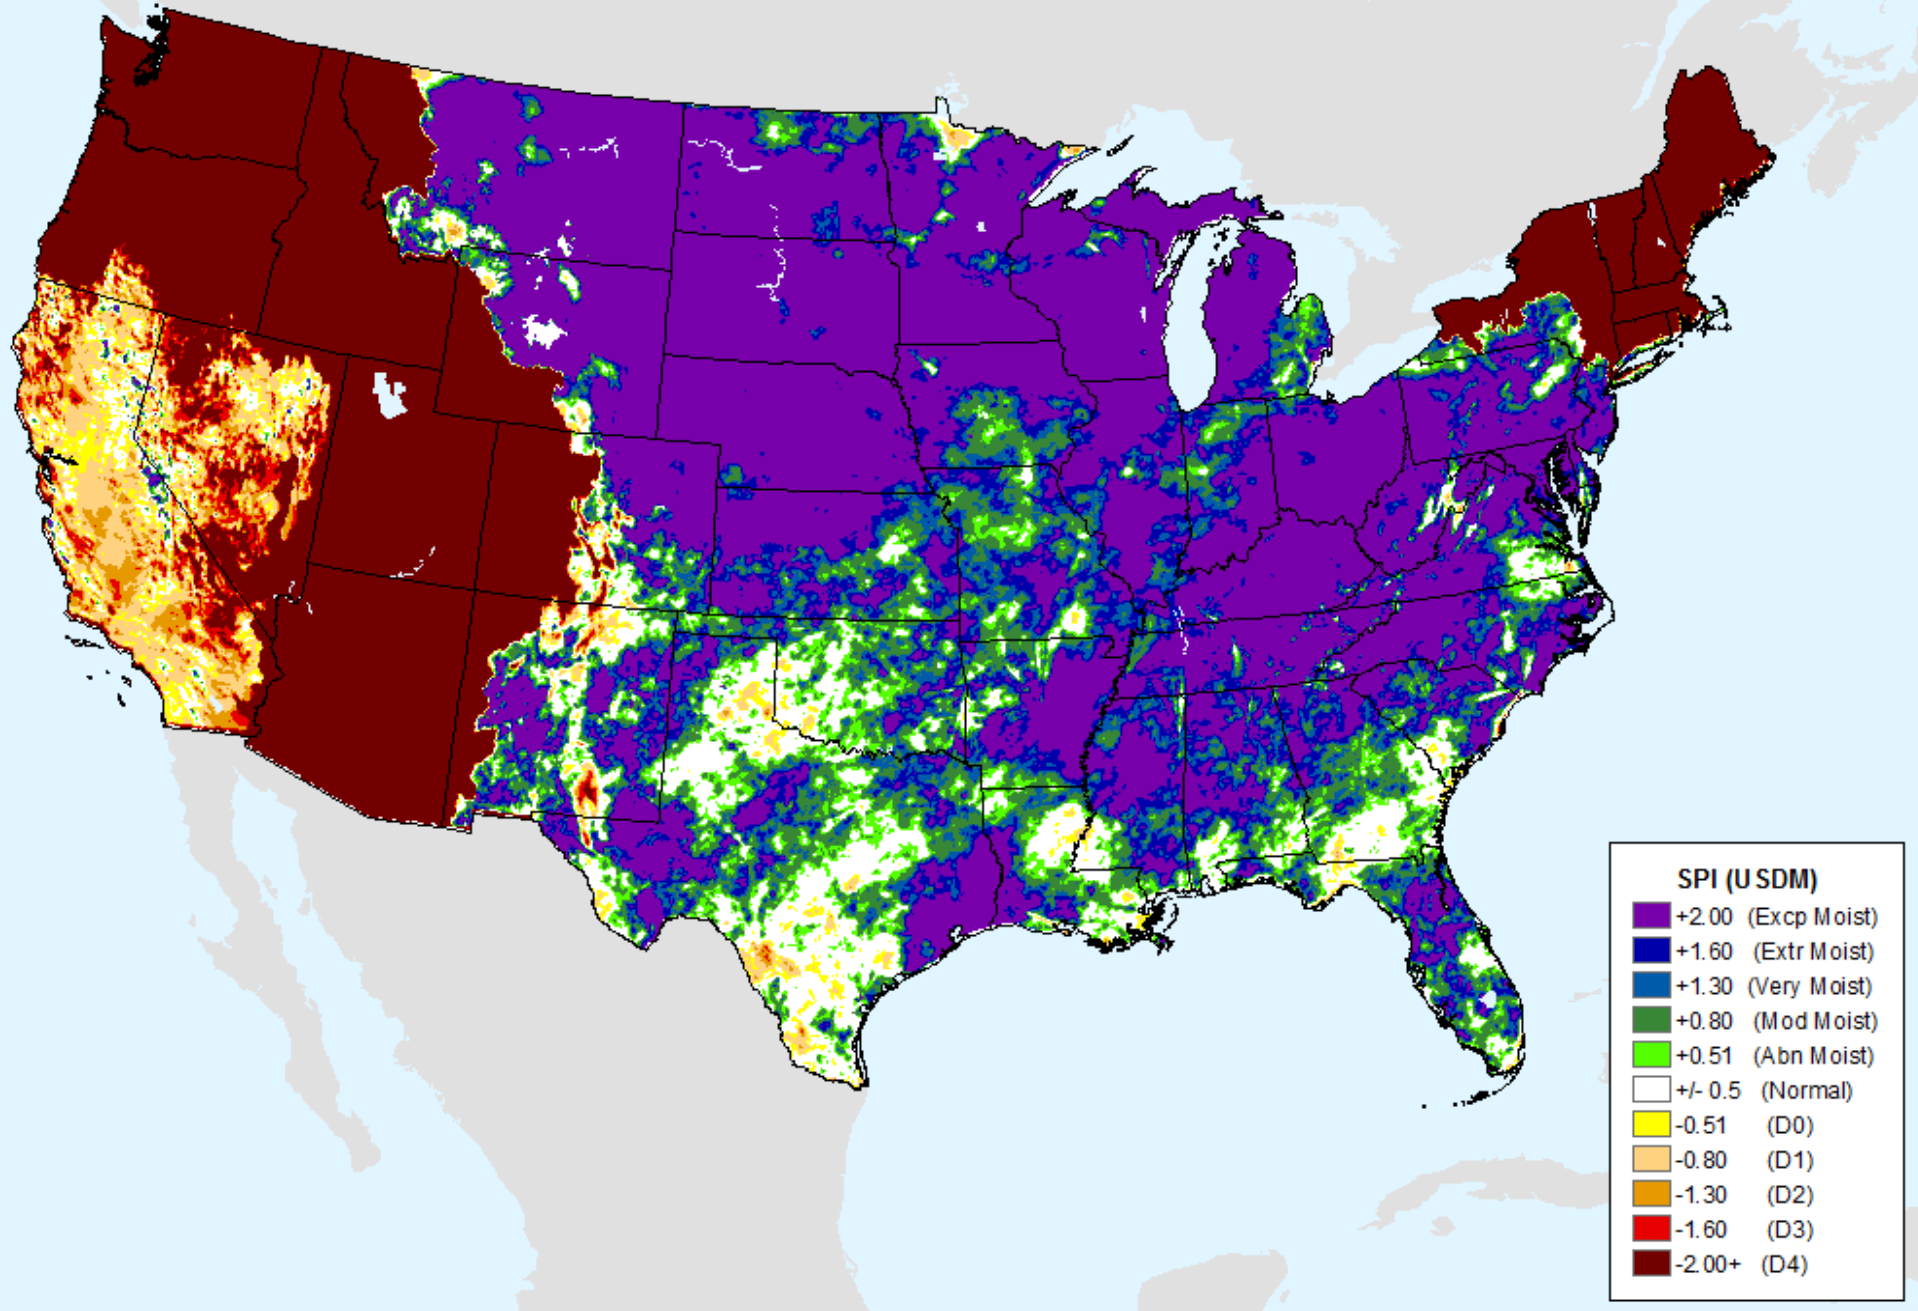 SPI (USDM)
+2.00 (Excp Moist)
+1.60 (Extr Moist)
+1.30 (Very Moist)
+0.80 (Mod Moist)
+0.51 (Abn Moist)
+/- 0.5 (Normal)
-0.51 (D0)
-0.80 (D1)
-1.30 (D2)
-1.60 (D3)
-2.00+ (D4)